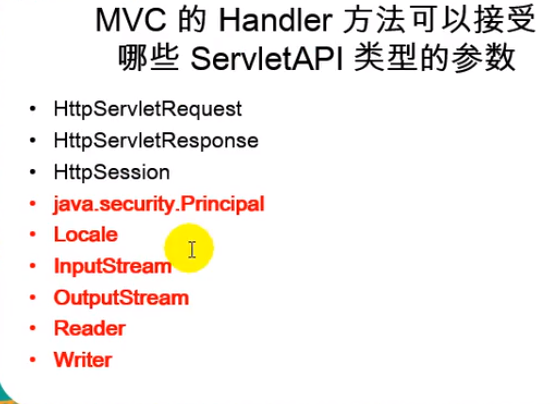 MVC 的 Handler 方法可以接受
哪些 ServletAPI 类型的参数
• HttpServletRequest
• HttpServletResponse
• HttpSession
• java.security.Principal
• Locale
• InputStream
• OutputStream
• Reader
• Writer